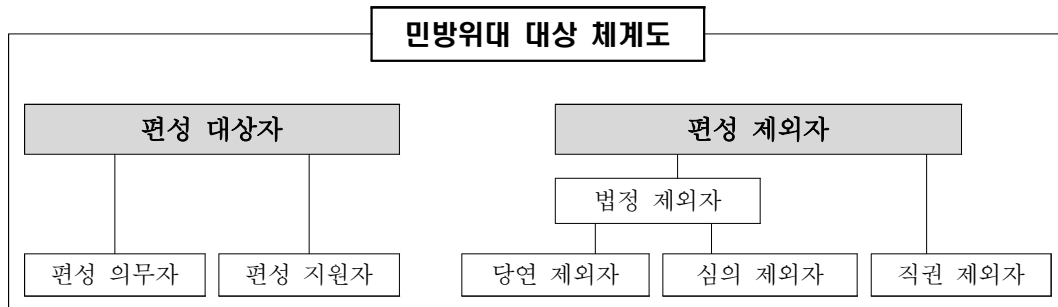 민방위대 대상 체계도
편성 대상자 편성 제외자
법정 제외자
편성 의무자 편성 지원자 당연 제외자 심의 제외자 직권 제외자